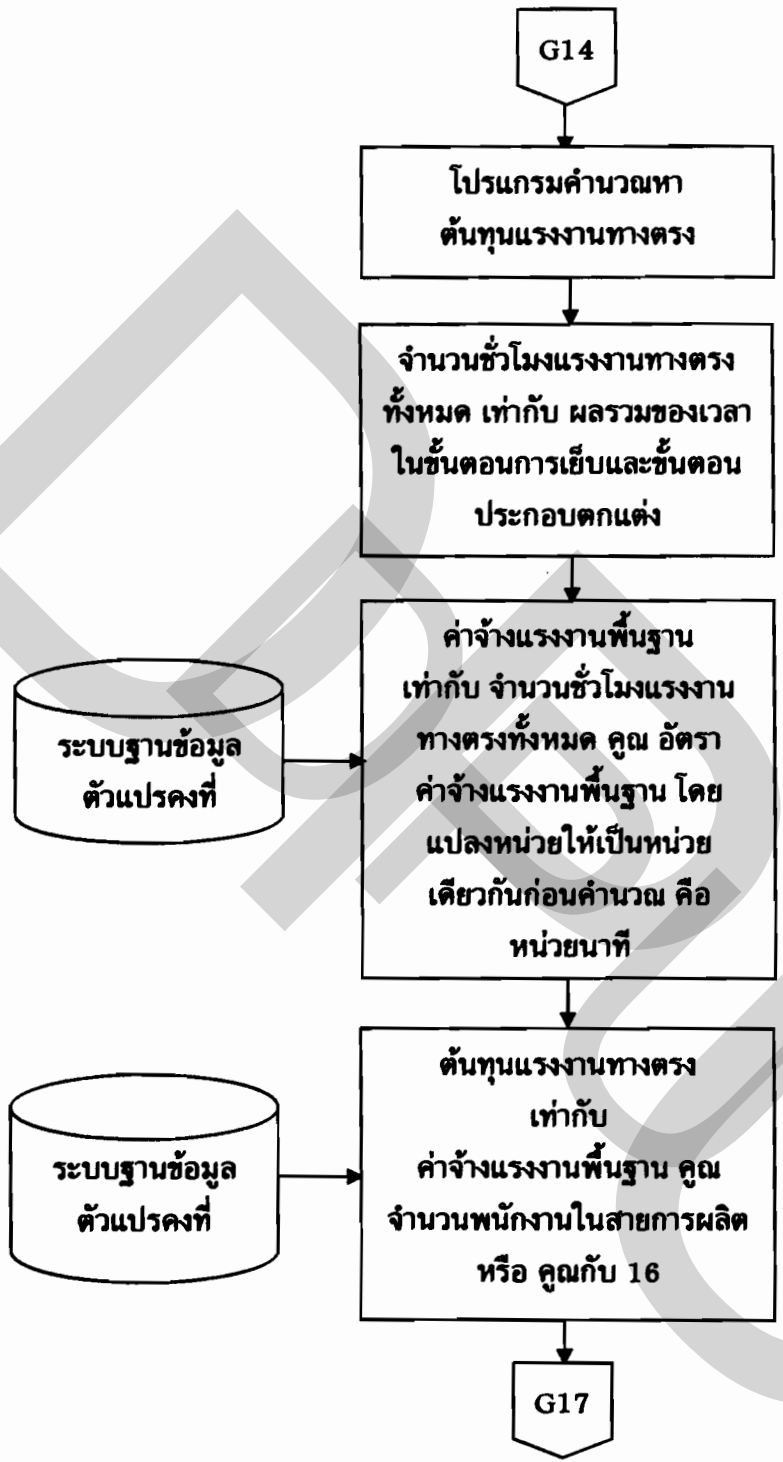 G14
โปรแกรมคำนวณหา
ต้นทุนแรงงานทางตรง
จำนวนชั่วโมงแรงงานทางตรง
ทั้งหมด เท่ากับ ผลรวมของเวลา
ในขั้นตอนการเย็บและขั้นตอน
ประกอบตกแต่ง
ระบบฐานข้อมูล
ตัวแปรคงที่
ค่าจ้างแรงงานพื้นฐาน
เท่ากับ จำนวนชั่วโมงแรงงาน
ทางตรงทั้งหมด คูณ อัตรา
ค่าจ้างแรงงานพื้นฐาน โดย
แปลงหน่วยให้เป็นหน่วย
เดียวกันก่อนคำนวณ คือ
หน่วยนาที
ระบบฐานข้อมูล
ตัวแปรคงที่
ต้นทุนแรงงานทางตรง
เท่ากับ
ค่าจ้างแรงงานพื้นฐาน คูณ
จำนวนพนักงานในสายการผลิต
หรือ คูณกับ 16
G17